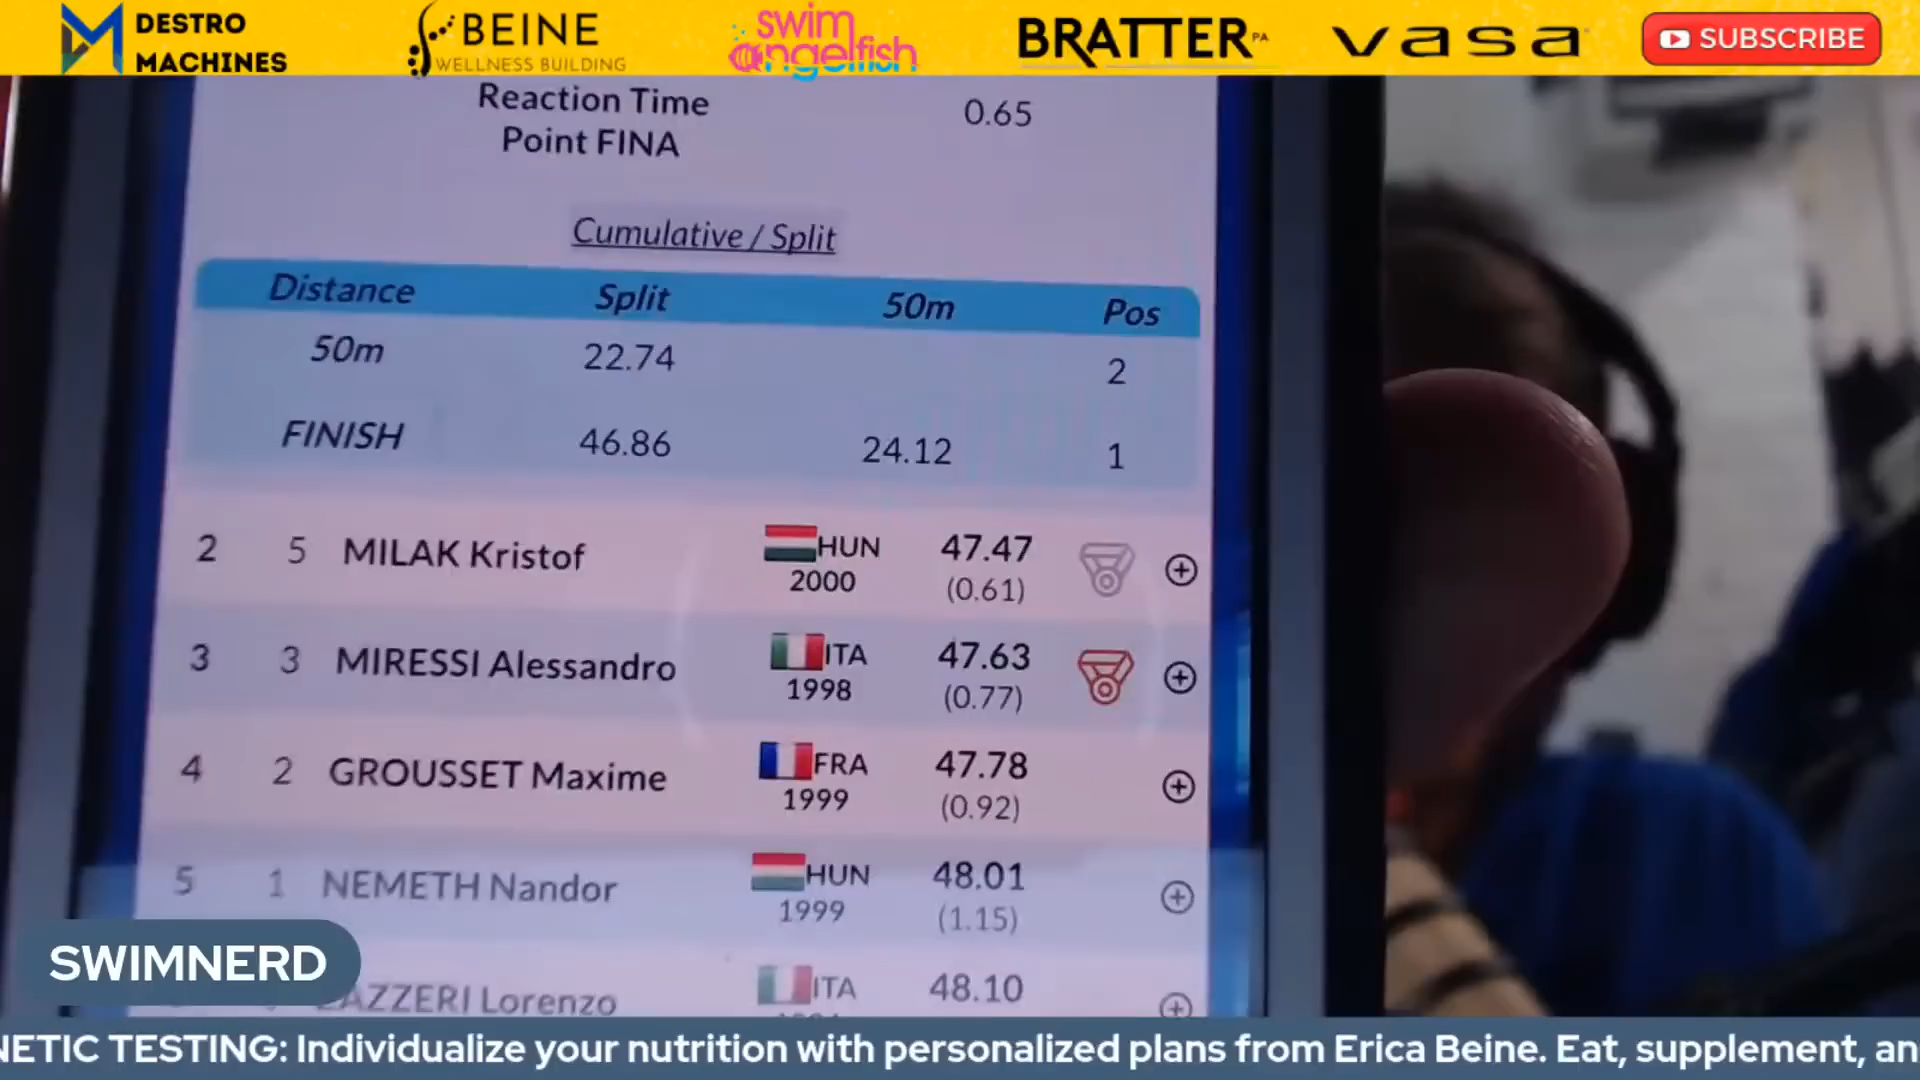 DESTRO
MACHINES
BEINE
WELLNESS BUILDING
swim
angelfish
BRATTER PA
vasa
SUBSCRIBE
Reaction Time 0.65
Point FINA
Cumulative / Split
Distance Split 50m Pos
50m 22.74 2
FINISH 46.86 24.12 1
2 5 MILAK Kristof HUN 47.47
2000 (0.61)
3 3 MIRESSI Alessandro ITA 47.63
1998 (0.77)
4 2 GROUSSET Maxime FRA 47.78
1999 (0.92)
5 1 NEMETH Nandor HUN 48.01
1999 (1.15)
Lorenzo ITA 48.10
SWIMNERD
TESTING: Individualize your nutrition with personalized plans from Erica Beine. Eat, supplement,